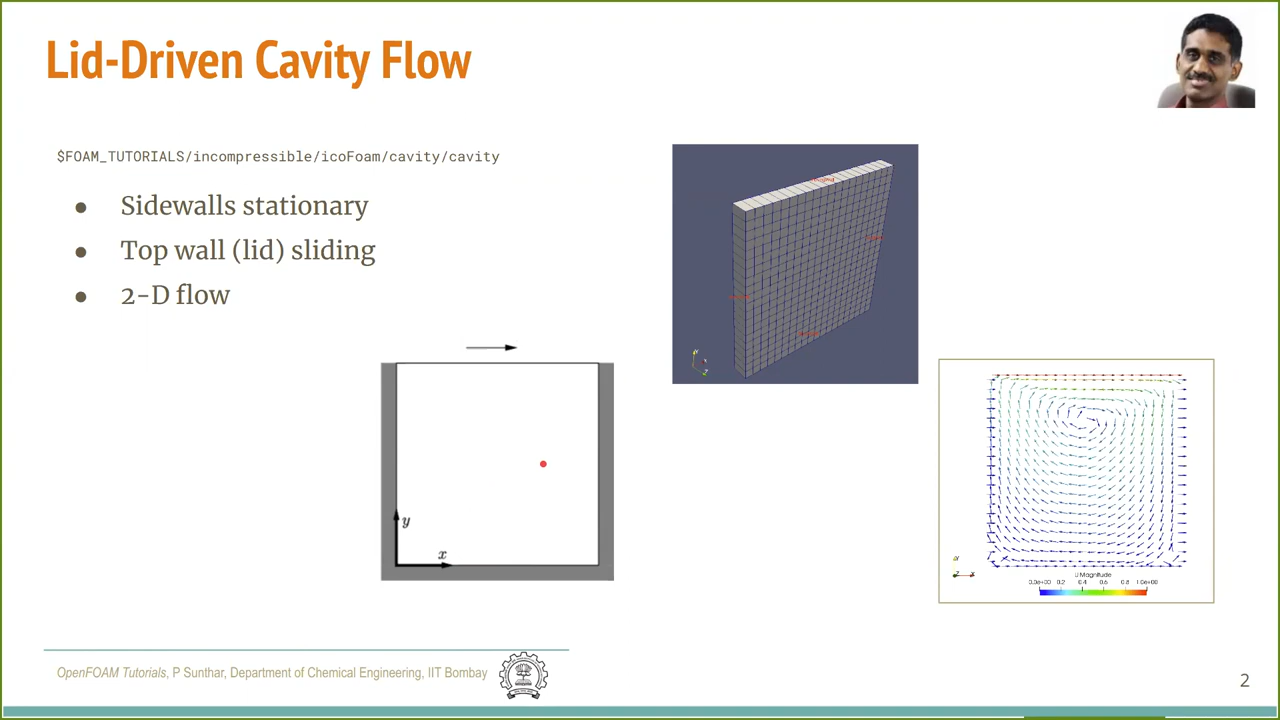 Lid-Driven Cavity Flow
$FOAM_TUTORIALS/incompressible/icoFoam/cavity/cavity
● Sidewalls stationary
● Top wall (lid) sliding
● 2-D flow
y
x
U Magnitude
0.0e+00 0.2 0.4 0.6 0.8 1.0e+00
OpenFOAM Tutorials, P Sunthar, Department of Chemical Engineering, IIT Bombay
2